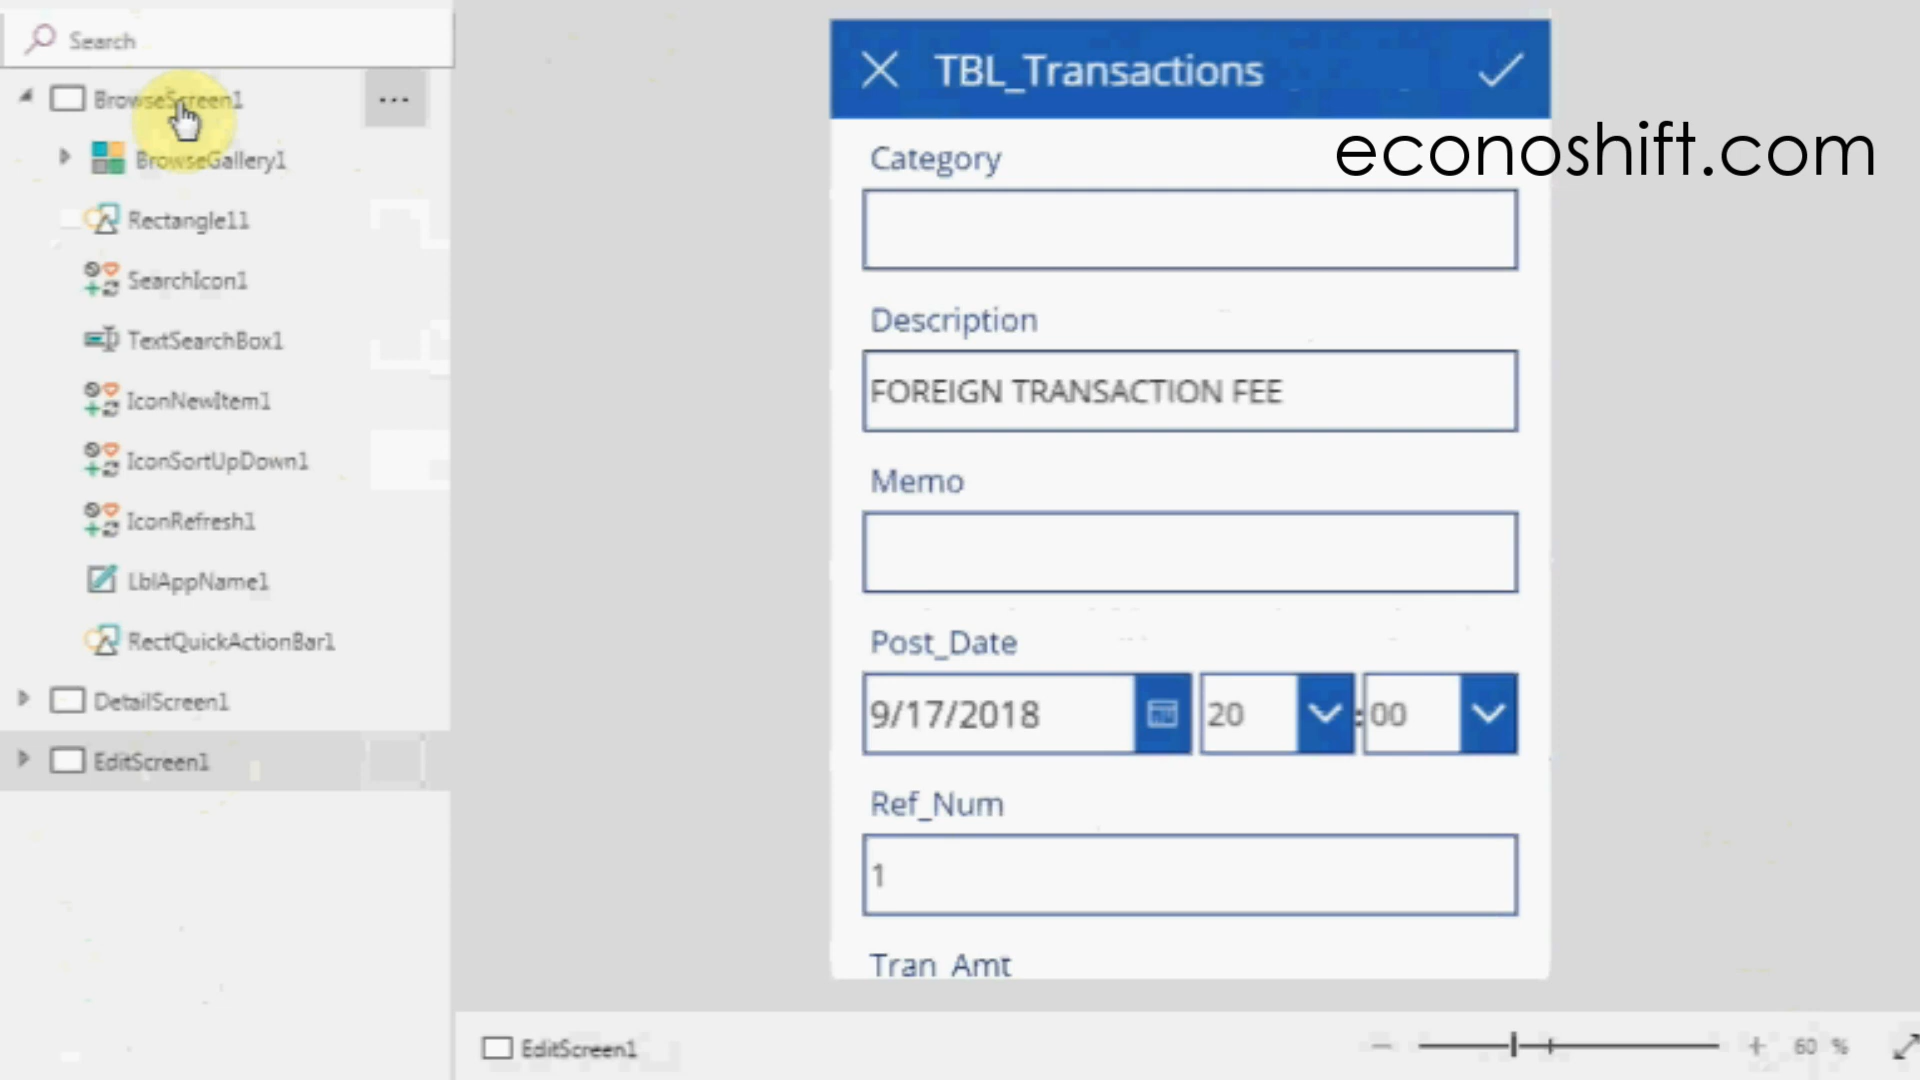 Search
BrowseScreen1
...
BrowseGallery1
Rectangle11
SearchIcon1
TextSearchBox1
IconNewItem1
IconSortUpDown1
IconRefresh1
LblAppName1
RectQuickActionBar1
DetailScreen1
EditScreen1
TBL_Transactions
econoshift.com
Category
Description
FOREIGN TRANSACTION FEE
Memo
Post_Date
9/17/2018 20 : 00
Ref_Num
1
Tran_Amt
EditScreen1
60 %